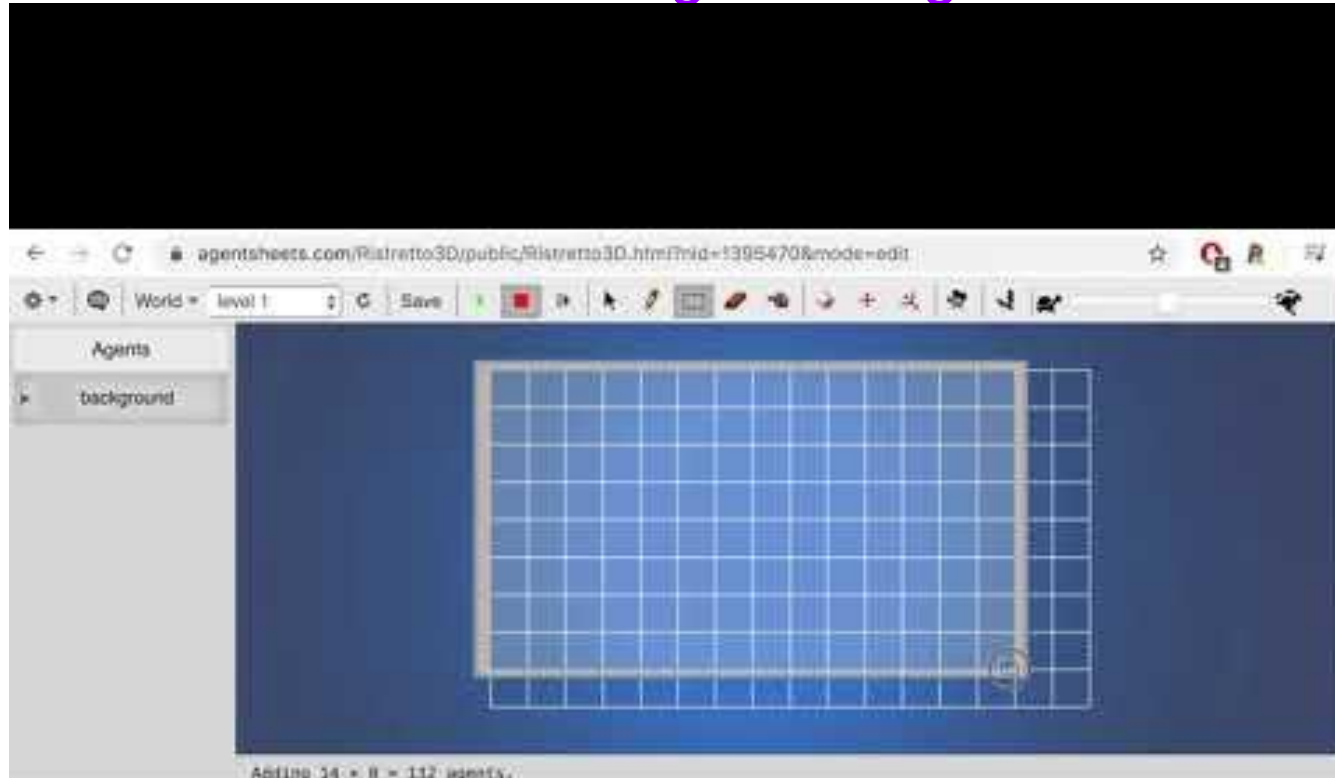 agentsheets.com/Ristretto3D/public/Ristretto3D.html?nid=1395470&mode=edit
World level 1 Save
Agents
background
Adding 14 * 8 = 112 agents.